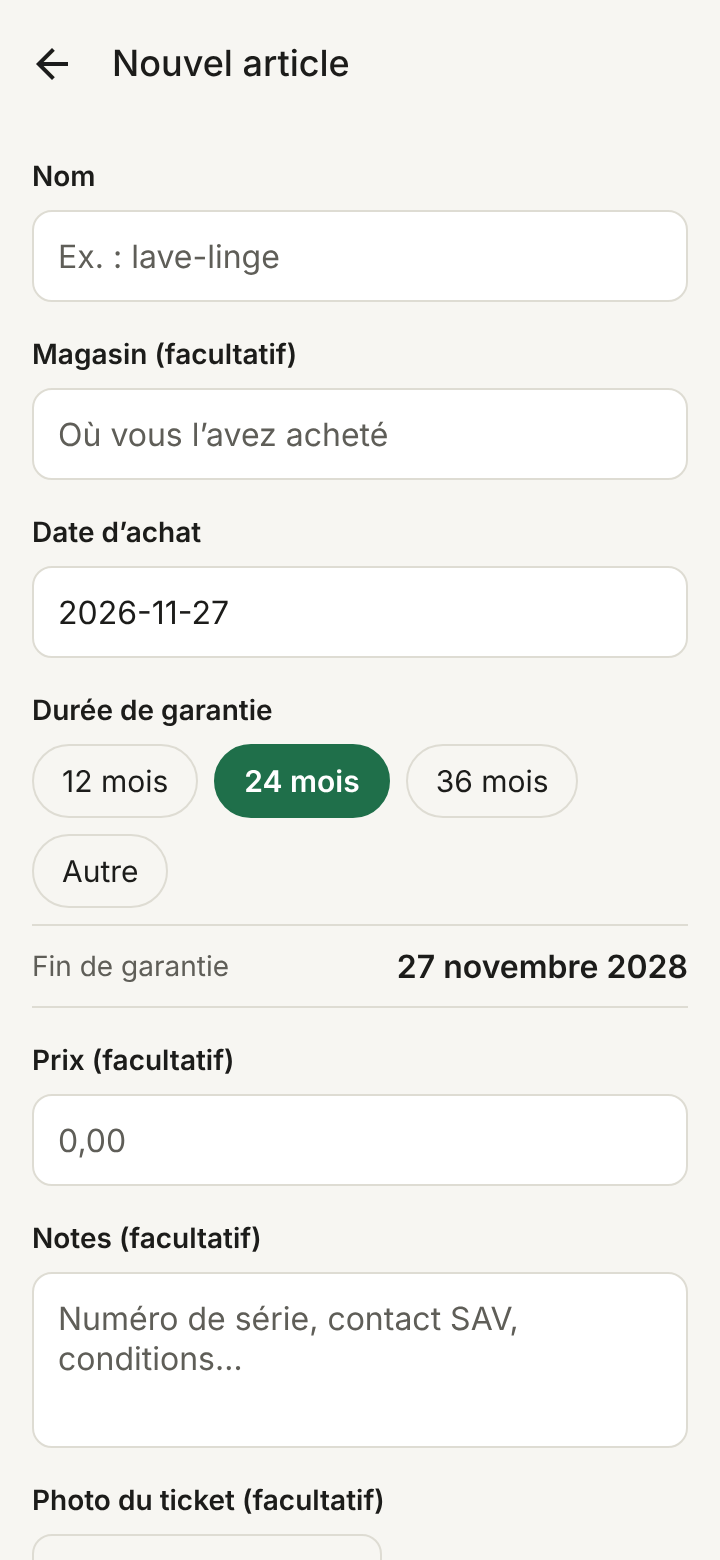 Nouvel article
Nom
Ex. : lave-linge
Magasin (facultatif)
Où vous l’avez acheté
Date d’achat
2026-11-27
Durée de garantie
12 mois
24 mois
36 mois
Autre
Fin de garantie
27 novembre 2028
Prix (facultatif)
0,00
Notes (facultatif)
Numéro de série, contact SAV,
conditions…
Photo du ticket (facultatif)